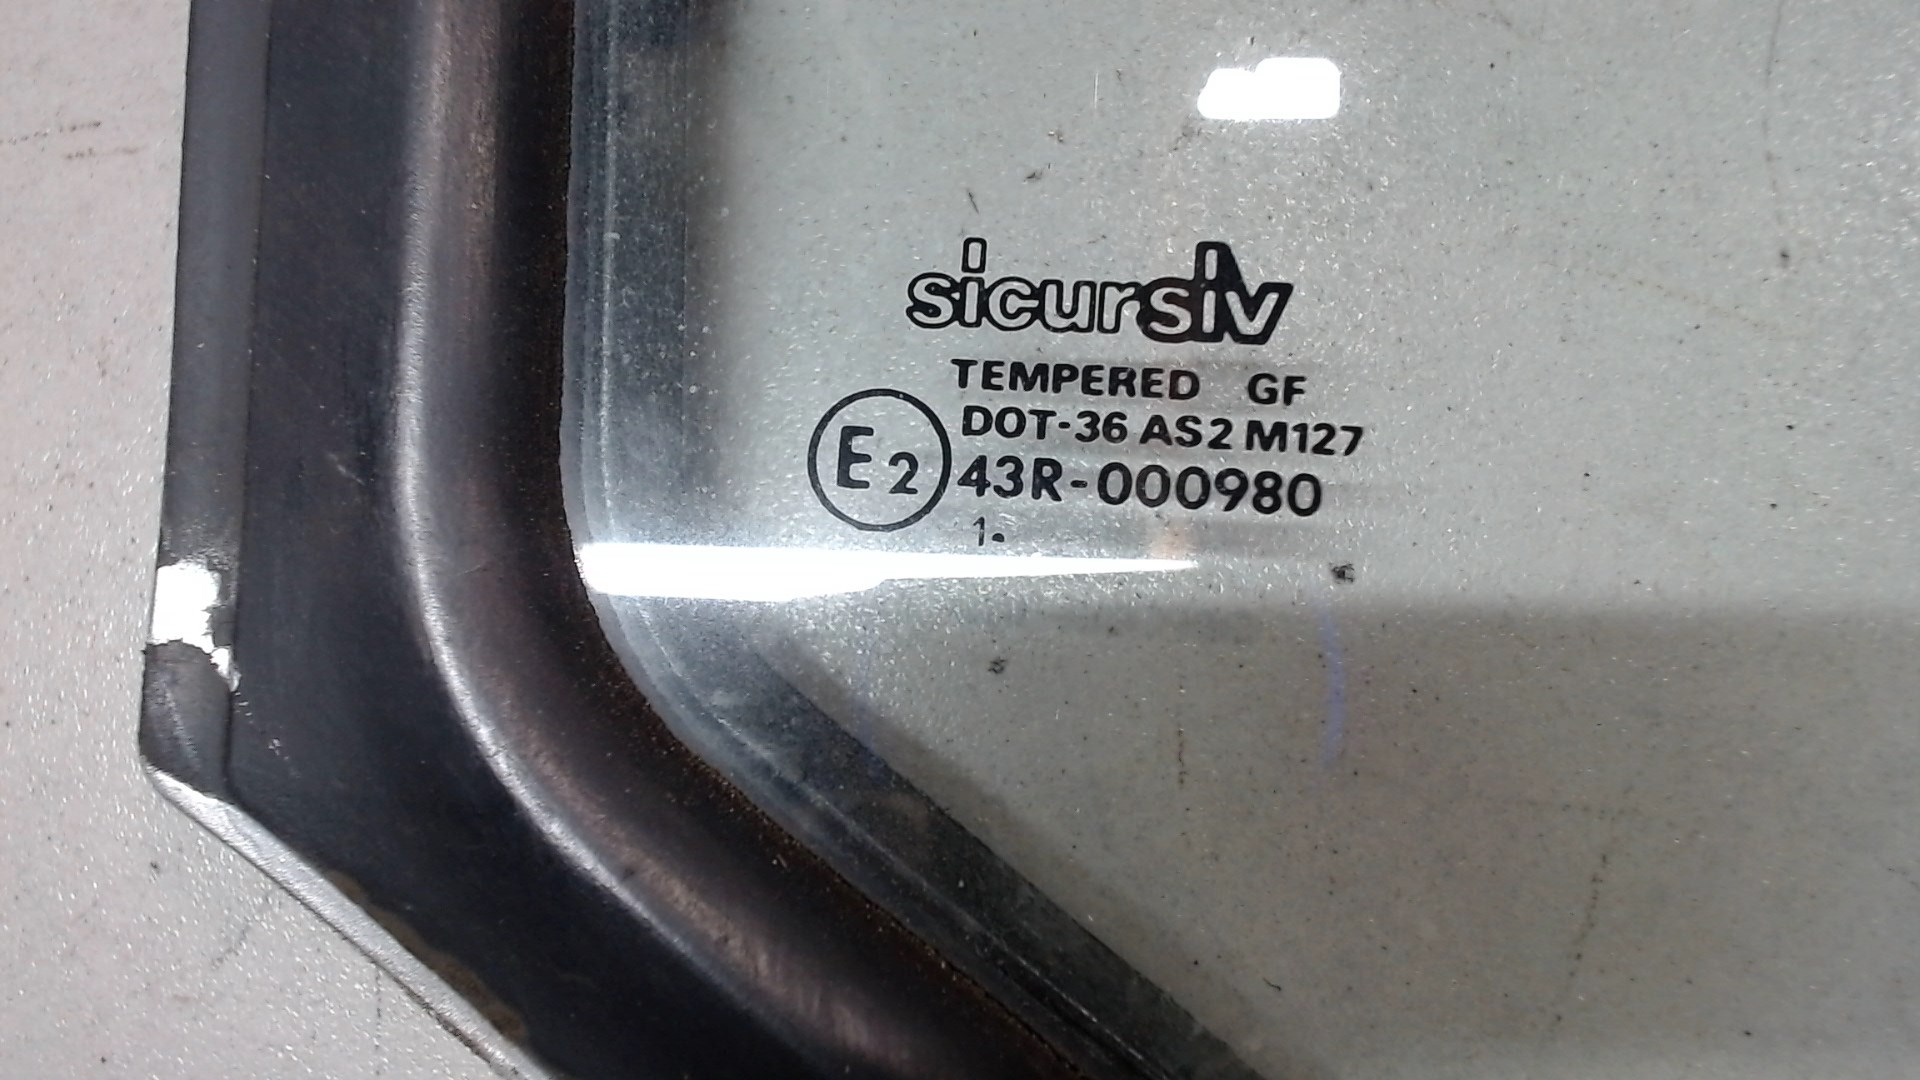 sicursiv
TEMPERED GF
DOT-36 AS2 M127
E2 43R-000980
1.